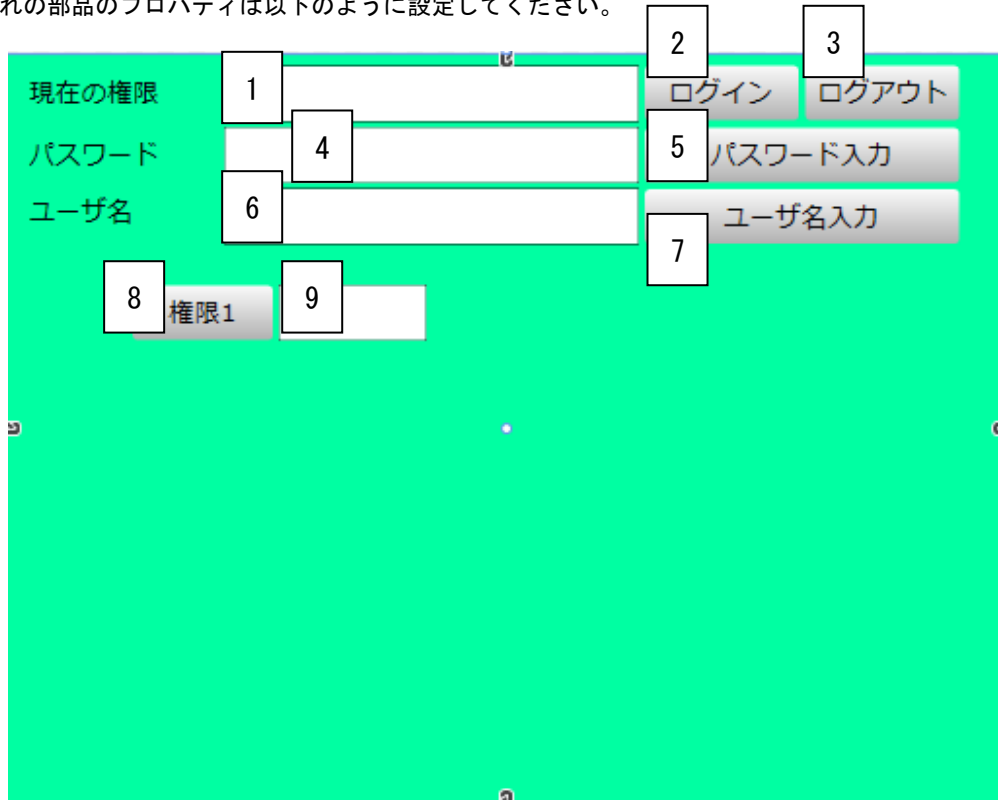 れの部品のプロパティは以下のように設定してください。
2 3
現在の権限 1 ログイン ログアウト
パスワード 4 5 パスワード入力
ユーザ名 6 ユーザ名入力
7
8 権限1 9